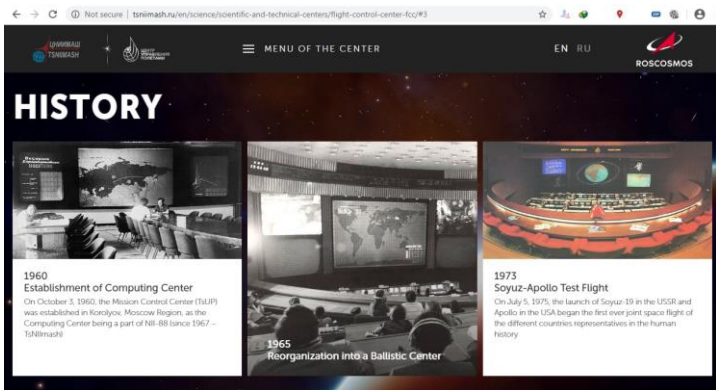 Not secure | tsniimash.ru/en/science/scientific-and-technical-centers/flight-control-center-fcc/#3
ЦНИИМАШ
TSNIIMASH
ЦЕНТР
УПРАВЛЕНИЯ
ПОЛЕТАМИ
MENU OF THE CENTER
EN RU
ROSCOSMOS
HISTORY
1960
Establishment of Computing Center
On October 3, 1960, the Mission Control Center (TsUP)
was established in Korolyov, Moscow Region, as the
Computing Center being a part of NII-88 (since 1967 –
TsNIImash)
1965
Reorganization into a Ballistic Center
1973
Soyuz-Apollo Test Flight
On July 5, 1975, the launch of Soyuz-19 in the USSR and
Apollo in the USA began the first ever joint space flight of
the different countries representatives in the human
history